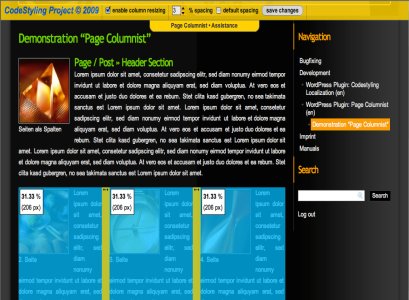 CodeStyling Project © 2009 enable column resizing 3 % spacing default spacing save changes
Page Columnist - Assistance
Demonstration "Page Columnist"
Page / Post » Header Section
Lorem ipsum dolor sit amet, consetetur sadipscing elitr, sed diam nonumy eirmod tempor
invidunt ut labore et dolore magna aliquyam erat, sed diam voluptua. At vero eos et
accusam et justo duo dolores et ea rebum. Stet clita kasd gubergren, no sea takimata
sanctus est Lorem ipsum dolor sit amet. Lorem ipsum dolor sit amet, consetetur
sadipscing elitr, sed diam nonumy eirmod tempor invidunt ut labore et dolore magna
aliquyam erat, sed diam voluptua. At vero eos et accusam et justo duo dolores et ea
rebum. Stet clita kasd gubergren, no sea takimata sanctus est Lorem ipsum dolor sit
amet. Lorem ipsum dolor sit amet, consetetur sadipscing elitr, sed diam nonumy eirmod tempor invidunt ut labore
et dolore magna aliquyam erat, sed diam voluptua. At vero eos et accusam et justo duo dolores et ea rebum. Stet
clita kasd gubergren, no sea takimata sanctus est Lorem ipsum dolor sit amet.
Seiten als Spalten
31.33 %
(206 px)
Lorem
ipsum dolor
sit amet,
consetetur
sadipscing
elitr, sed
diam
nonumy
2. Seite
eirmod tempor invidunt ut labore et
dolore magna aliquyam erat, sed diam
31.33 %
(206 px)
Lorem
ipsum dolor
sit amet,
consetetur
sadipscing
elitr, sed
diam
nonumy
3. Seite
eirmod tempor invidunt ut labore et
dolore magna aliquyam erat, sed diam
31.33 %
(206 px)
Lorem
ipsum dolor
sit amet,
consetetur
sadipscing
elitr, sed
diam
nonumy
4. Seite
eirmod tempor invidunt ut labore et
dolore magna aliquyam erat, sed diam
Navigation
Bugfixing
Development
WordPress Plugin: Codestyling
Localization (en)
WordPress Plugin: Page Columnist
(en)
Demonstration "Page Columnist"
Imprint
Manuals
Search
Search
Log out